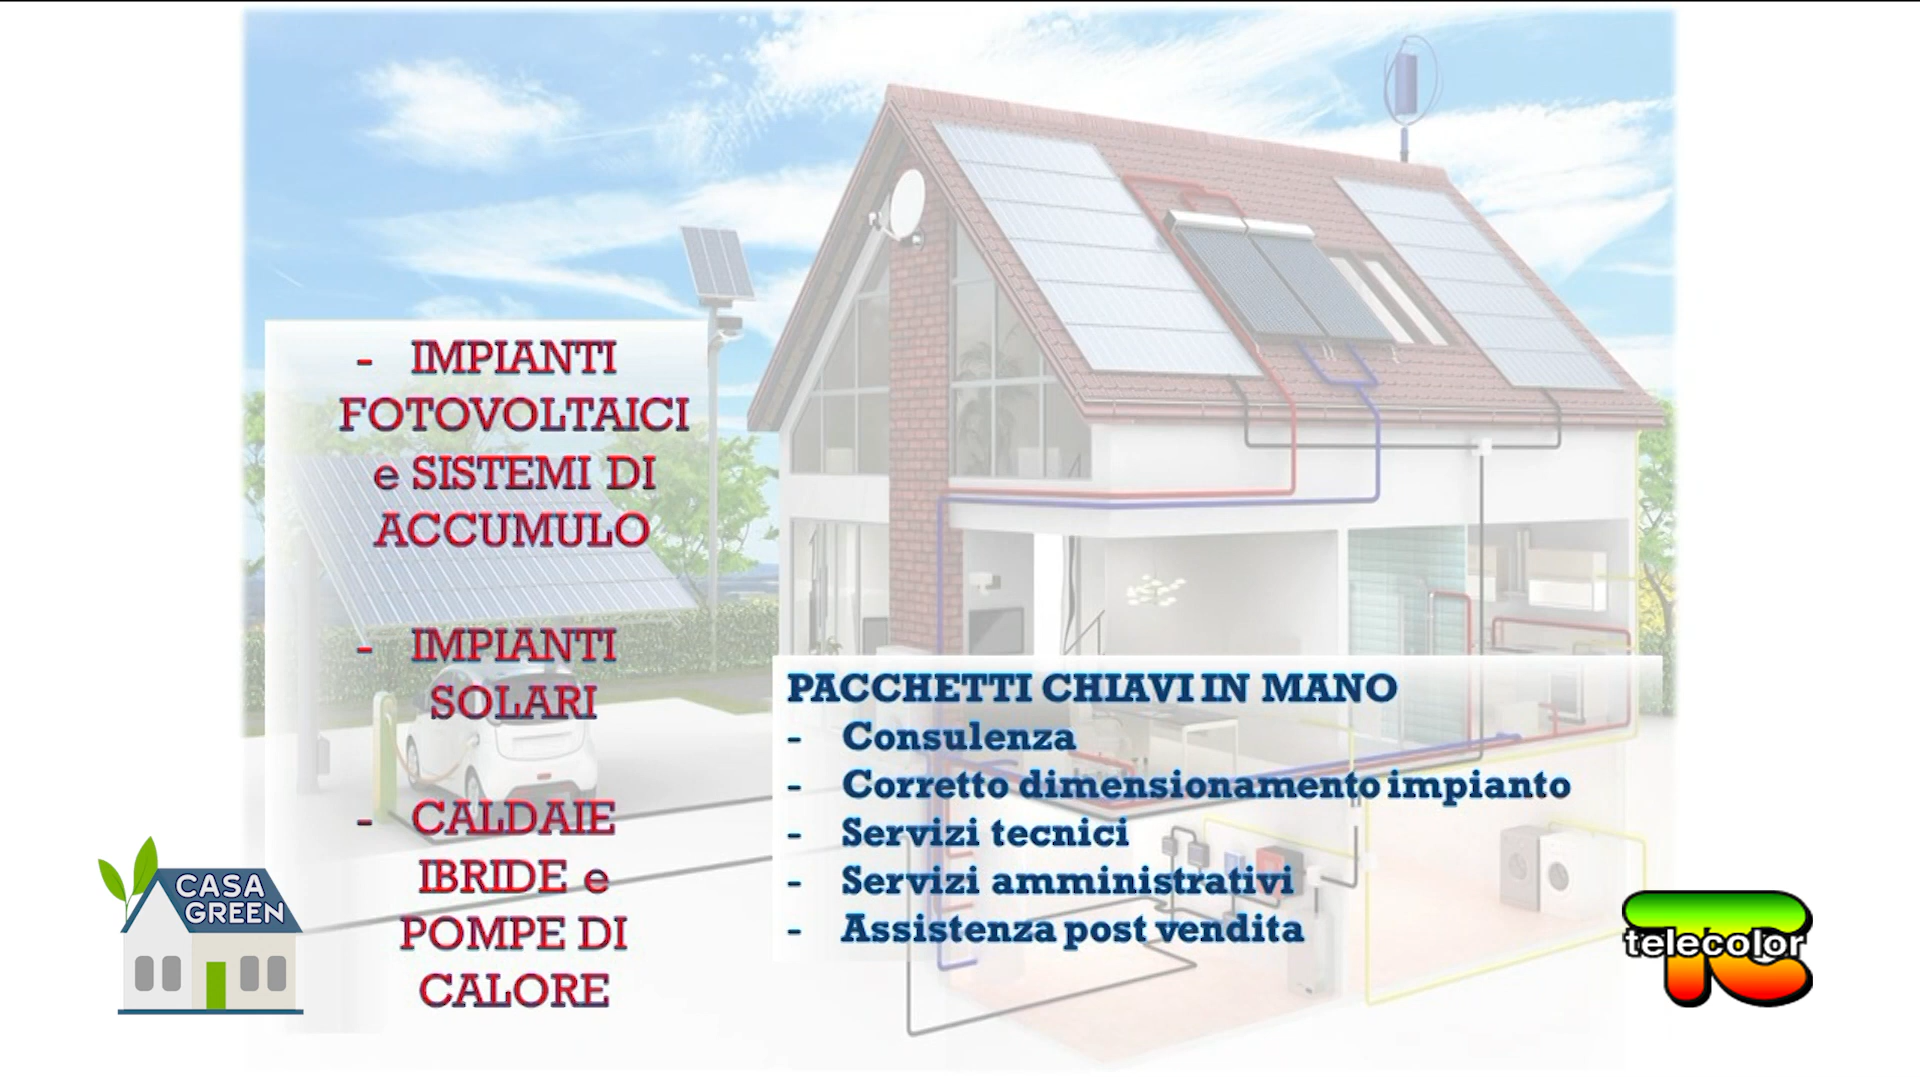 - IMPIANTI
FOTOVOLTAICI
e SISTEMI DI
ACCUMULO
- IMPIANTI
SOLARI
- CALDAIE
IBRIDE e
POMPE DI
CALORE
PACCHETTI CHIAVI IN MANO
- Consulenza
- Corretto dimensionamento impianto
- Servizi tecnici
- Servizi amministrativi
- Assistenza post vendita
CASA
GREEN
telecolor